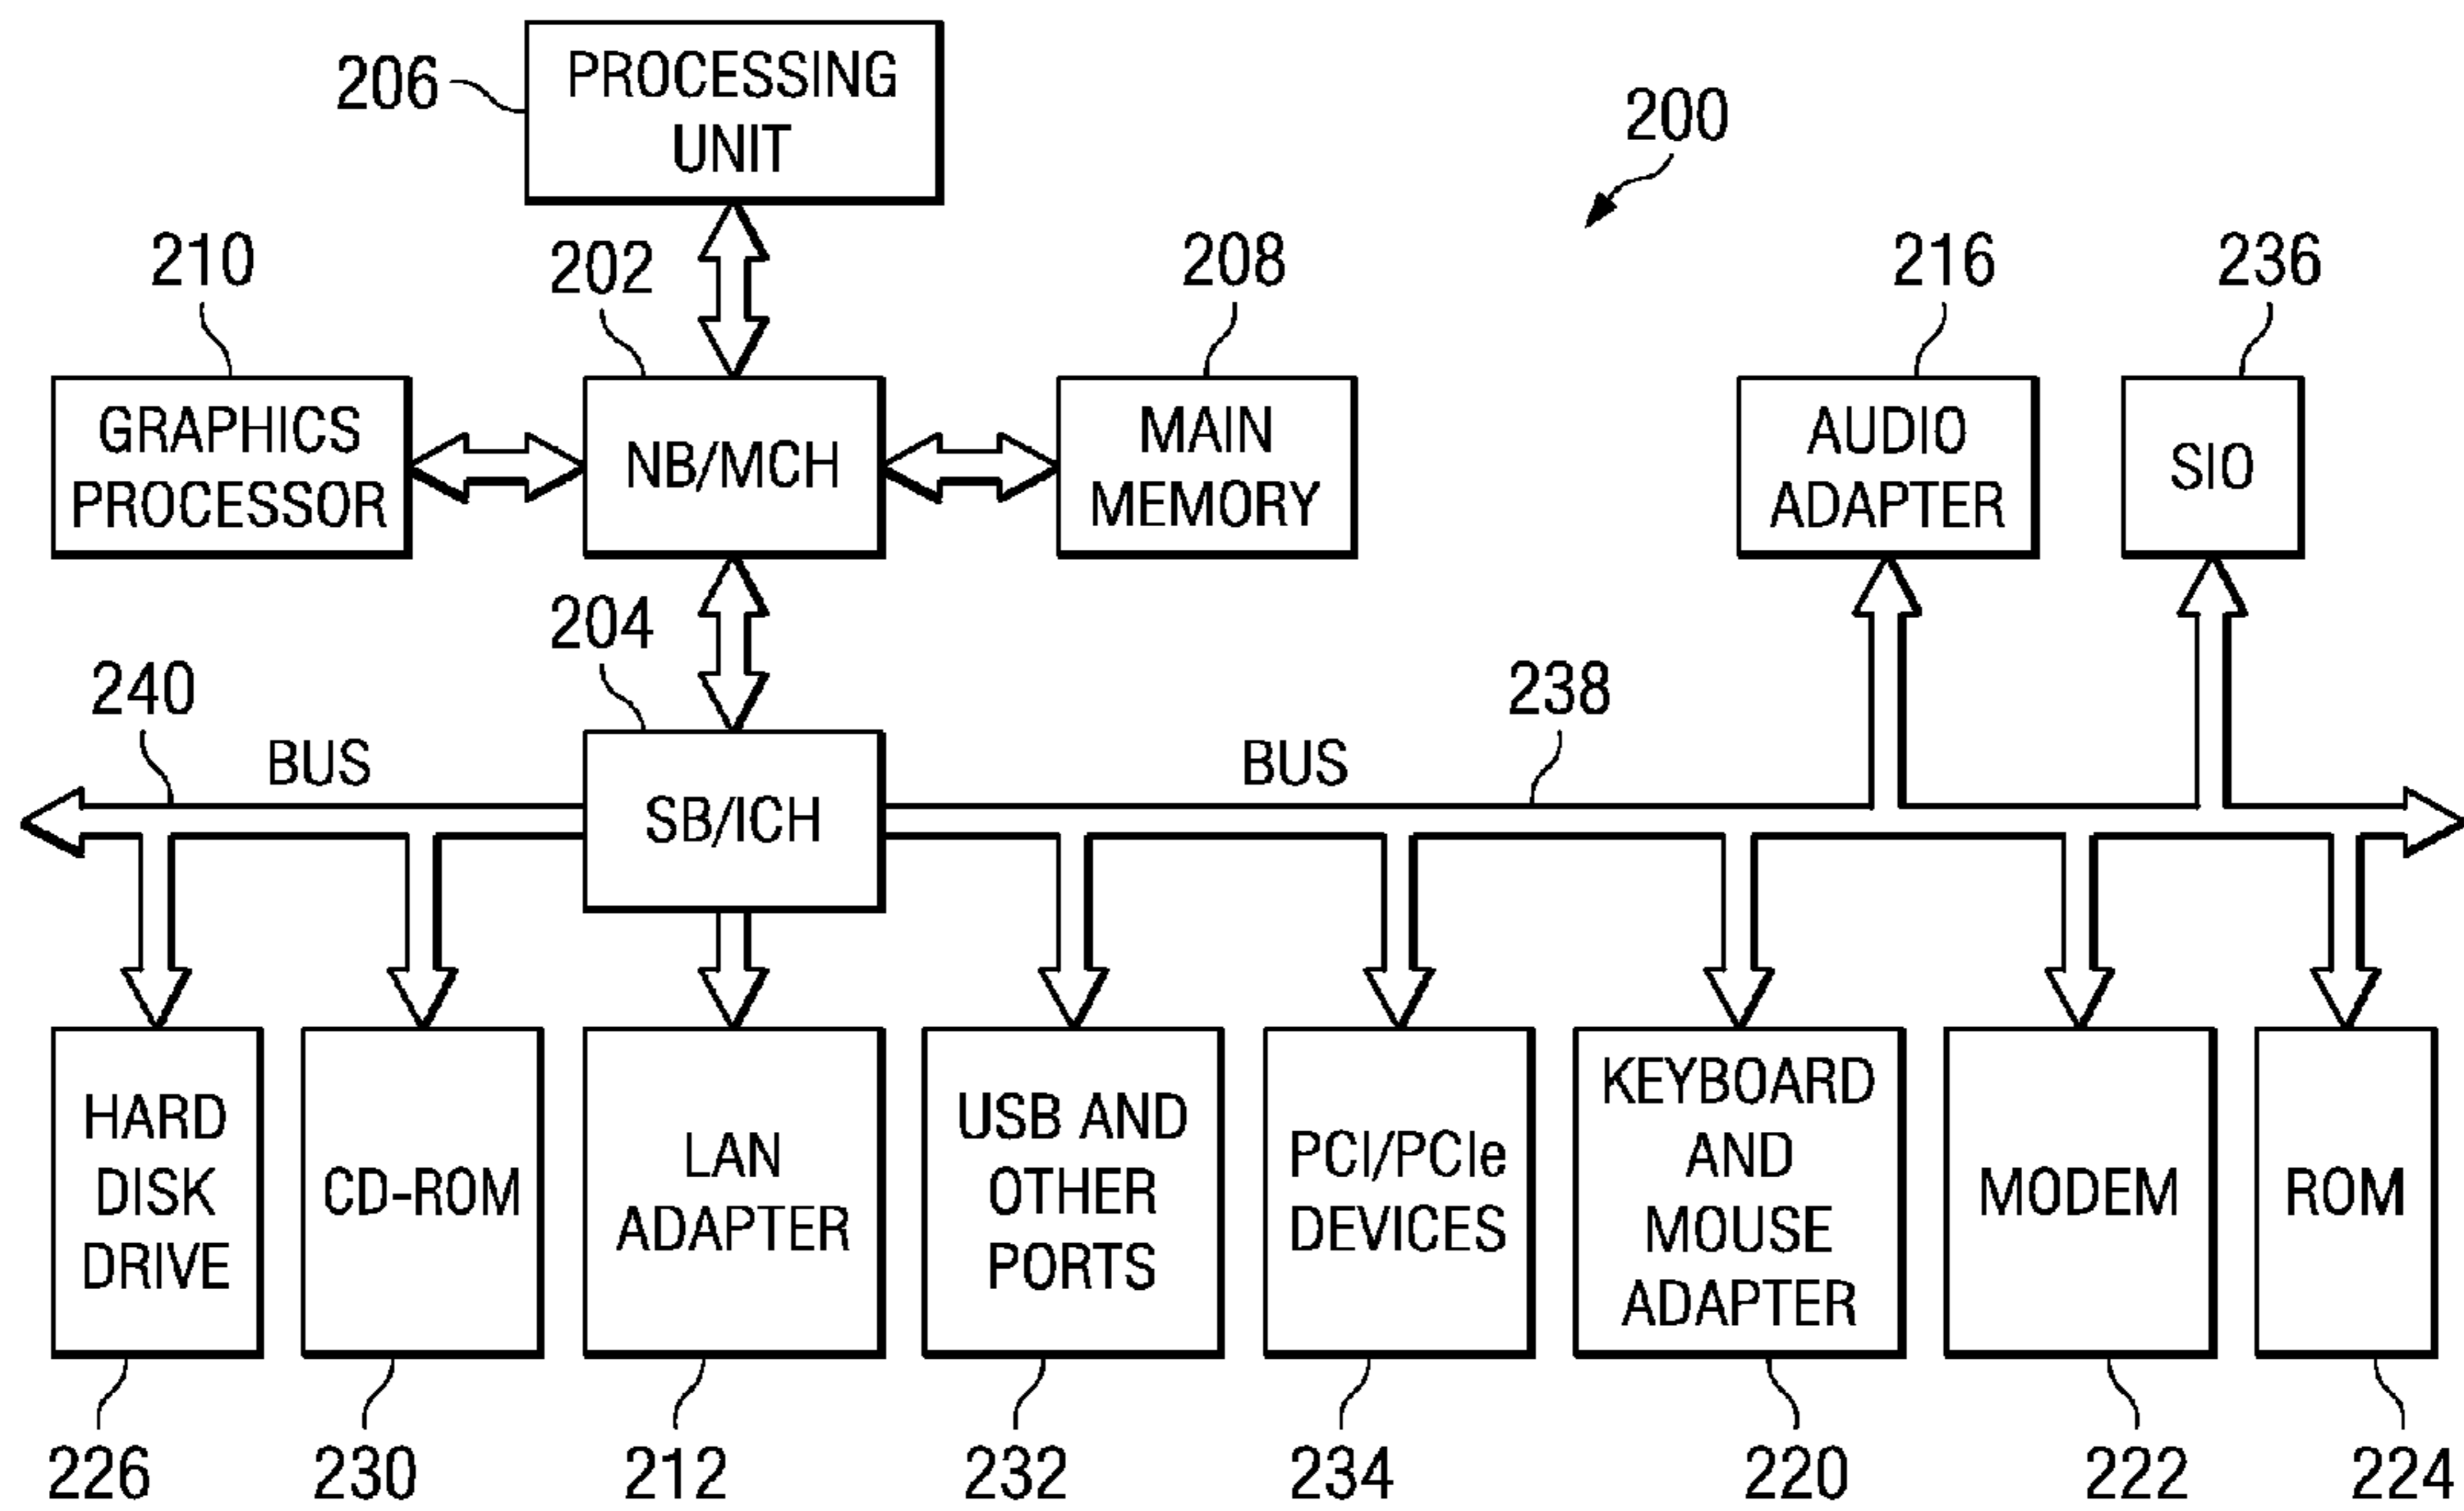 PROCESSING
UNIT
206
200
210
202
208
216
236
GRAPHICS
PROCESSOR
NB/MCH
MAIN
MEMORY
AUDIO
ADAPTER
SIO
204
240
238
BUS
BUS
SB/ICH
HARD
DISK
DRIVE
CD-ROM
LAN
ADAPTER
USB AND
OTHER
PORTS
PCI/PCIe
DEVICES
KEYBOARD
AND
MOUSE
ADAPTER
MODEM
ROM
226
230
212
232
234
220
222
224